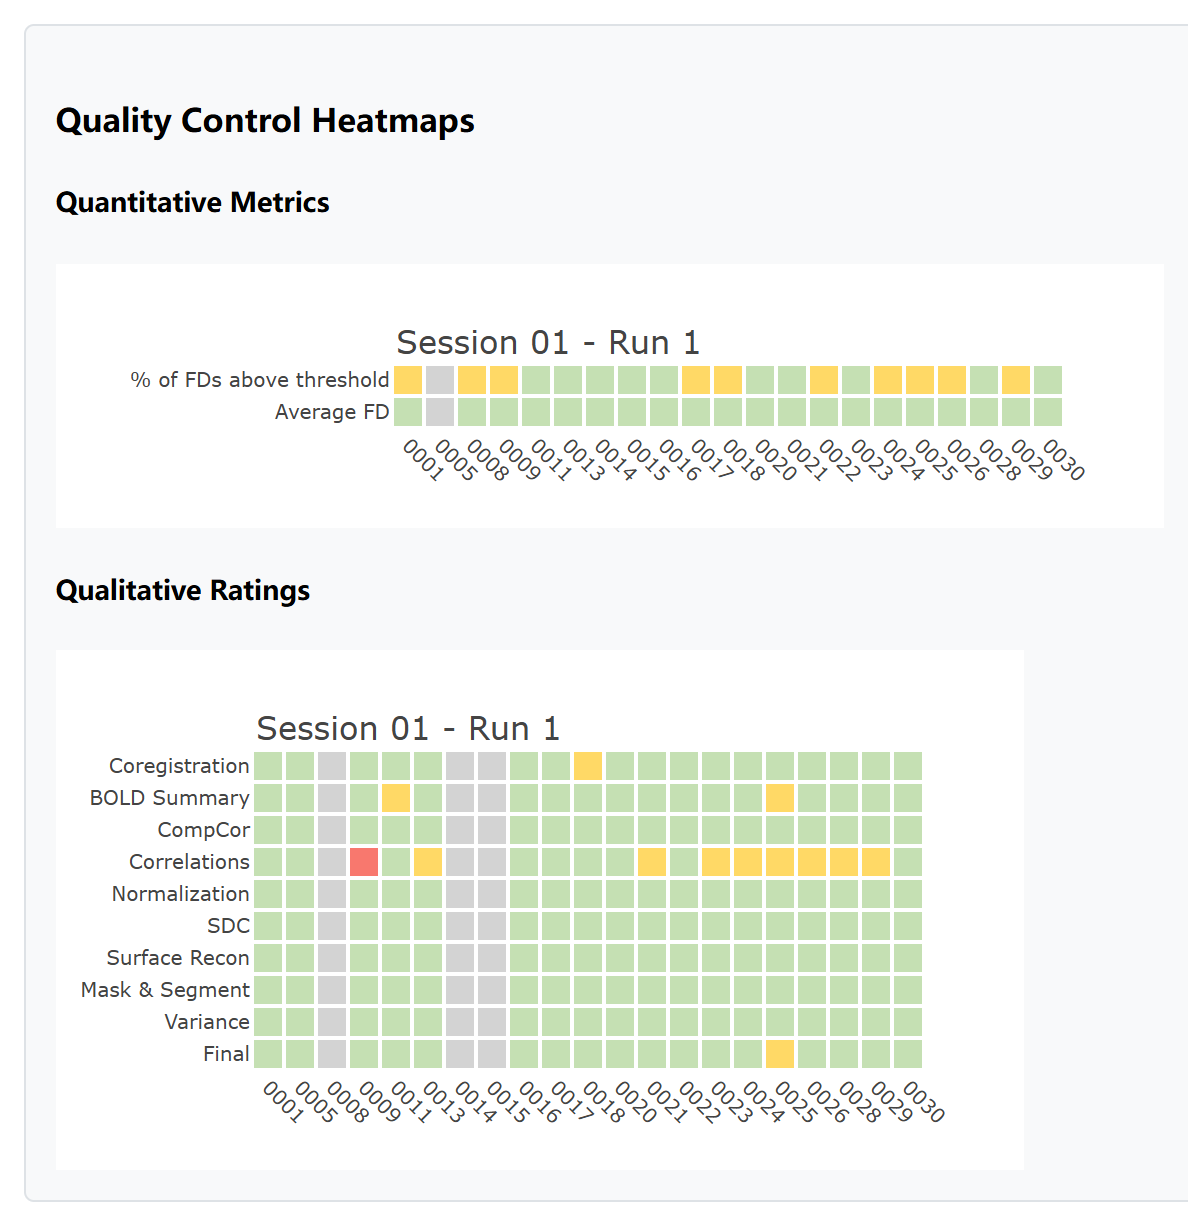 Quality Control Heatmaps
Quantitative Metrics
Session 01 - Run 1
% of FDs above threshold
Average FD
0001 0005 0008 0009 0011 0013 0014 0015 0016 0017 0018 0020 0021 0022 0023 0024 0025 0026 0028 0029 0030
Qualitative Ratings
Session 01 - Run 1
Coregistration
BOLD Summary
CompCor
Correlations
Normalization
SDC
Surface Recon
Mask & Segment
Variance
Final
0001 0005 0008 0009 0011 0013 0014 0015 0016 0017 0018 0020 0021 0022 0023 0024 0025 0026 0028 0029 0030